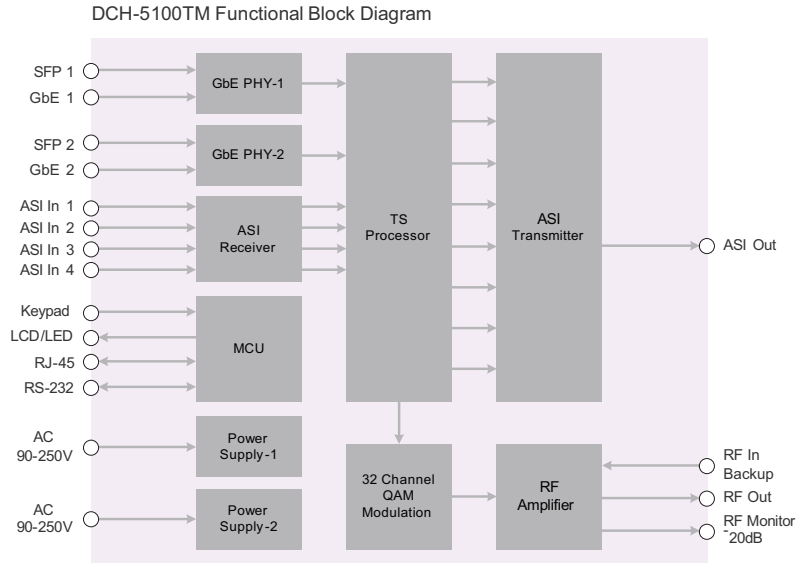 DCH-5100TM Functional Block Diagram
SFP 1
GbE 1
GbE PHY-1
SFP 2
GbE 2
GbE PHY-2
ASI In 1
ASI In 2
ASI In 3
ASI In 4
ASI
Receiver
TS
Processor
ASI
Transmitter
ASI Out
Keypad
LCD/LED
RJ-45
RS-232
MCU
AC
90-250V
Power
Supply-1
AC
90-250V
Power
Supply-2
32 Channel
QAM
Modulation
RF
Amplifier
RF In
Backup
RF Out
RF Monitor
-20dB